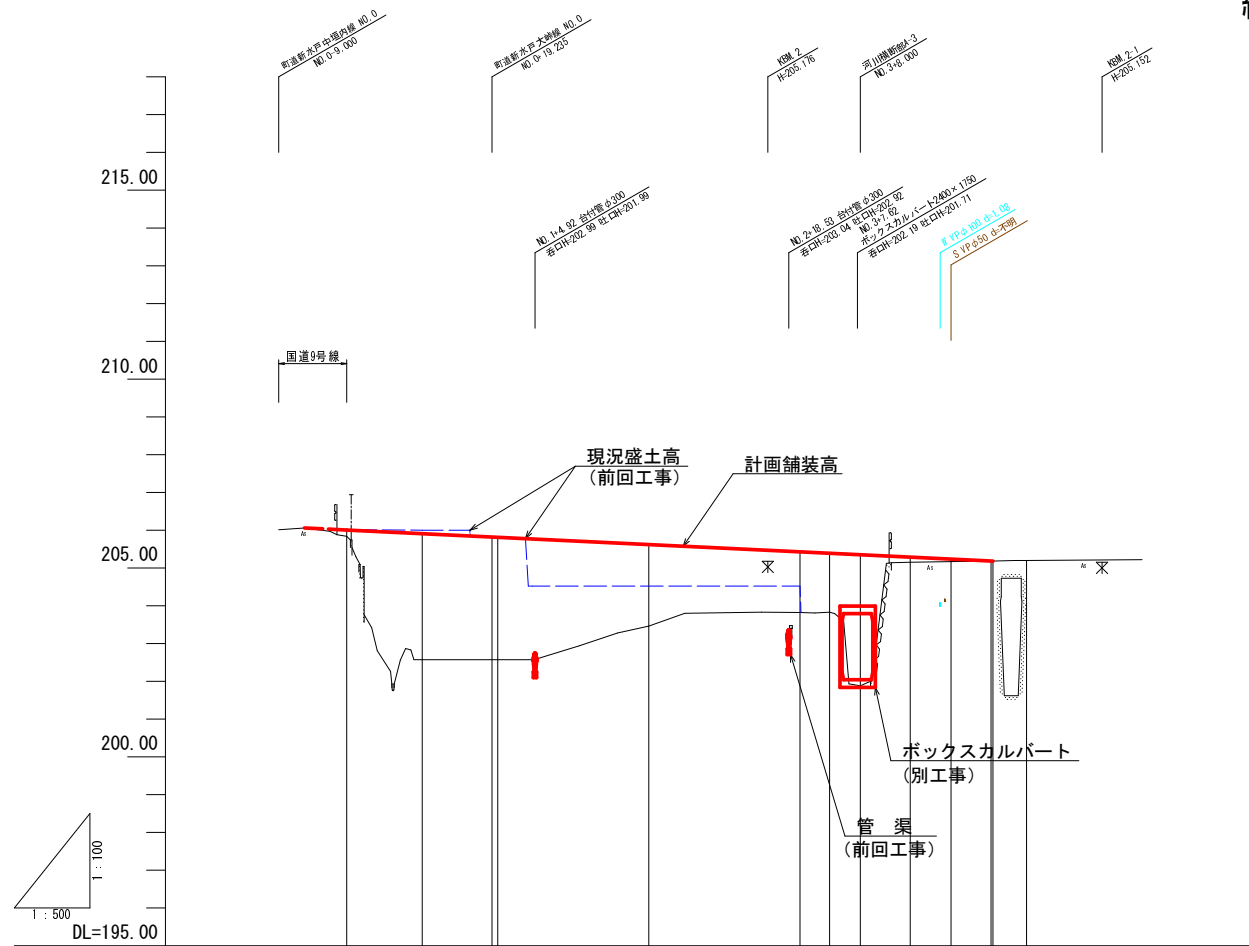 町道新水戸中垣内線 NO.0
NO.0-9.000
町道新水戸大峠線 NO.0
NO.0+19.235
KBM.2
H=205.176
河川横断部A-3
NO.3+8.000
KBM.2-1
H=205.152
215.00
NO.1+4.92 台付管φ300
呑口H=202.99 吐口H=201.99
NO.2+18.53 台付管φ300
呑口H=203.04 吐口H=202.92
NO.3+7.62
ボックスカルバート2400×1750
呑口H=202.19 吐口H=201.71
W VPφ100 d=1.08
S VPφ50 d=不明
国道9号線
210.00
現況盛土高
(前回工事)
計画舗装高
As
205.00
As
As
ボックスカルバート
(別工事)
200.00
管 渠
(前回工事)
1 : 100
1 : 500
DL=195.00